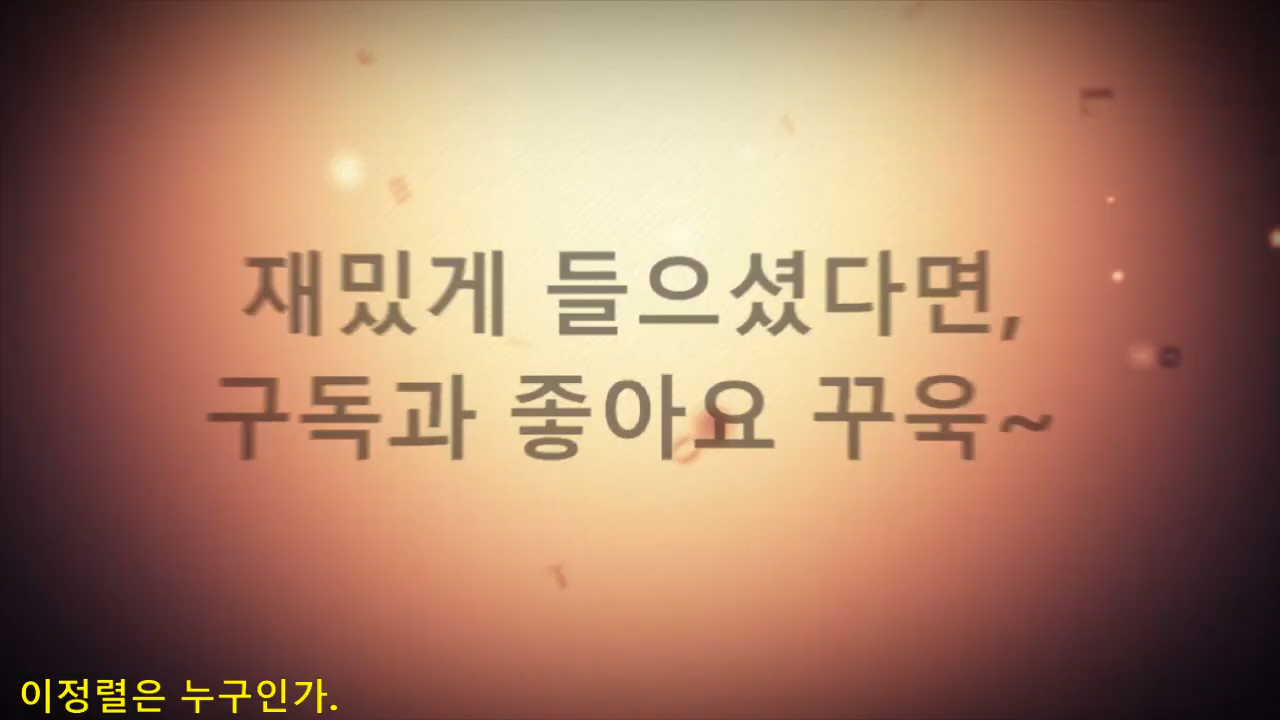 재밌게 들으셨다면,
구독과 좋아요 꾸욱~
이정렬은 누구인가.